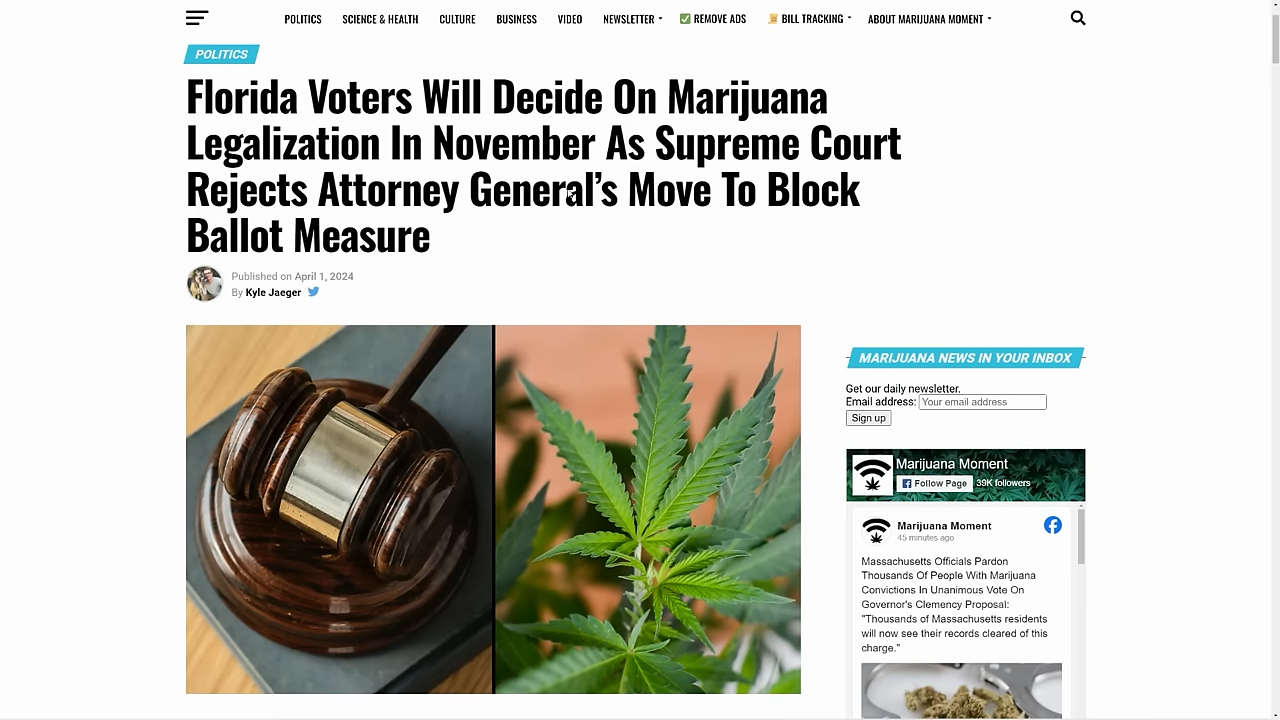 POLITICS SCIENCE & HEALTH CULTURE BUSINESS VIDEO NEWSLETTER REMOVE ADS BILL TRACKING ABOUT MARIJUANA MOMENT
POLITICS
Florida Voters Will Decide On Marijuana
Legalization In November As Supreme Court
Rejects Attorney General’s Move To Block
Ballot Measure
Published on April 1, 2024
By Kyle Jaeger
MARIJUANA NEWS IN YOUR INBOX
Get our daily newsletter.
Email address: Your email address
Sign up
Marijuana Moment
Follow Page 39K followers
Marijuana Moment
45 minutes ago
Massachusetts Officials Pardon
Thousands Of People With Marijuana
Convictions In Unanimous Vote On
Governor's Clemency Proposal:
"Thousands of Massachusetts residents
will now see their records cleared of this
charge."